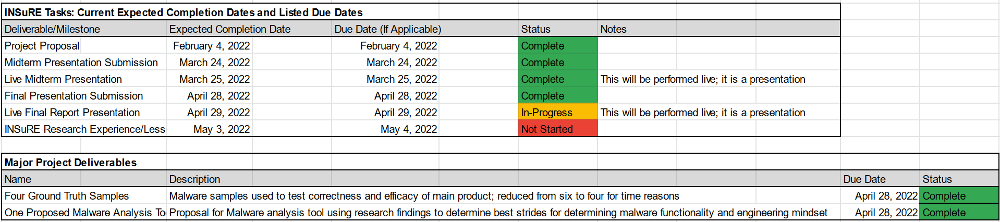 INSuRE Tasks: Current Expected Completion Dates and Listed Due Dates
Deliverable/Milestone Expected Completion Date Due Date (If Applicable) Status Notes
Project Proposal February 4, 2022 February 4, 2022 Complete
Midterm Presentation Submission March 24, 2022 March 24, 2022 Complete
Live Midterm Presentation March 25, 2022 March 25, 2022 Complete This will be performed live; it is a presentation
Final Presentation Submission April 28, 2022 April 28, 2022 Complete
Live Final Report Presentation April 29, 2022 April 29, 2022 In-Progress This will be performed live; it is a presentation
INSuRE Research Experience/Less May 3, 2022 May 4, 2022 Not Started
Major Project Deliverables
Name Description Due Date Status
Four Ground Truth Samples Malware samples used to test correctness and efficacy of main product; reduced from six to four for time reasons April 28, 2022 Complete
One Proposed Malware Analysis To Proposal for Malware analysis tool using research findings to determine best strides for determining malware functionality and engineering mindset April 28, 2022 Complete